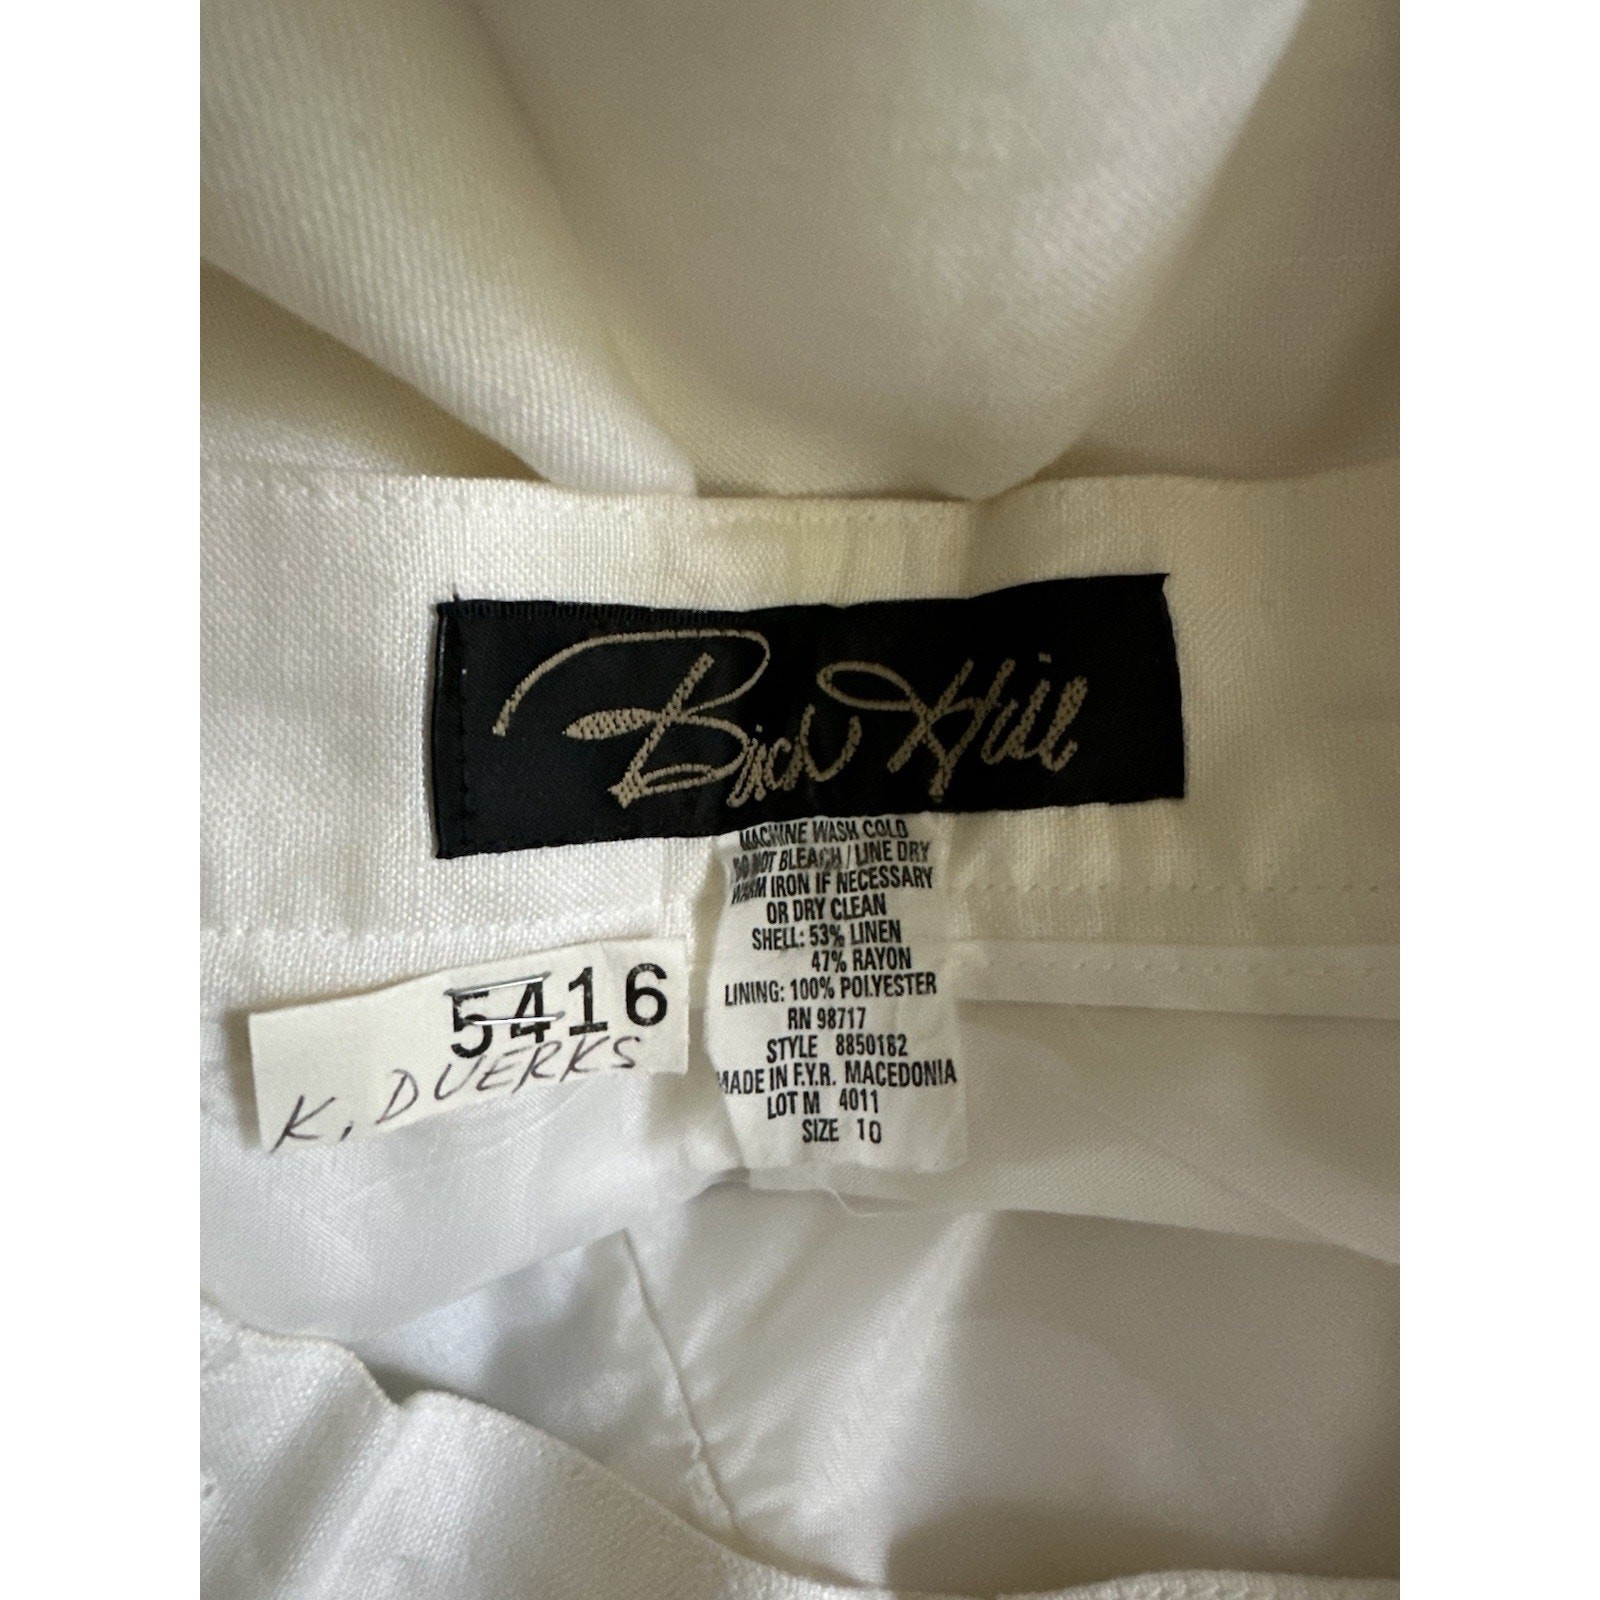 Birch Hill
MACHINE WASH COLD
DO NOT BLEACH / LINE DRY
WARM IRON IF NECESSARY
OR DRY CLEAN
SHELL: 53% LINEN
47% RAYON
LINING: 100% POLYESTER
RN 98717
STYLE 8850182
MADE IN F.Y.R. MACEDONIA
LOT M 4011
SIZE 10
5416
K. DUERKS